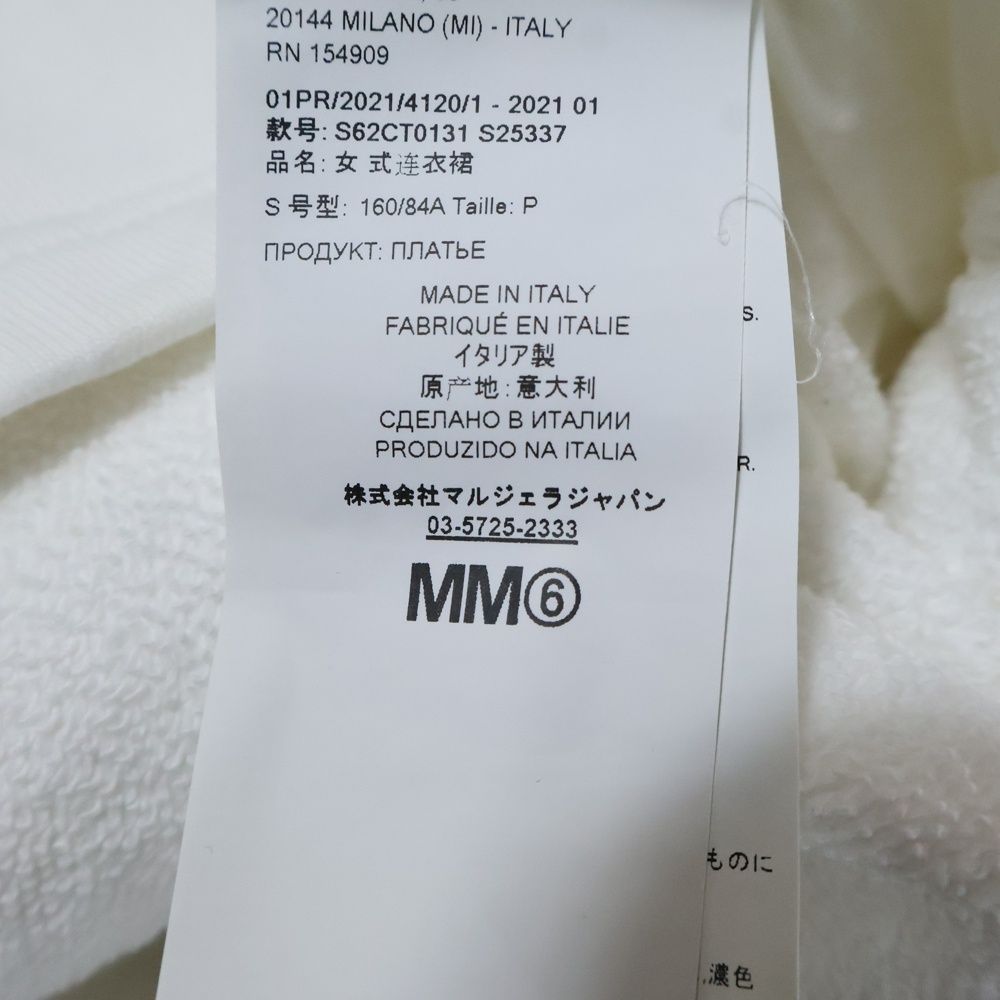 20144 MILANO (MI) - ITALY
RN 154909
01PR/2021/4120/1 - 2021 01
款号: S62CT0131 S25337
品名: 女 式连衣裙
S 号型: 160/84A Taille: P
ПРОДУКТ: ПЛАТЬЕ
MADE IN ITALY
FABRIQUÉ EN ITALIE
イタリア製
原产地: 意大利
СДЕЛАНО В ИТАЛИИ
PRODUZIDO NA ITALIA
株式会社マルジェラジャパン
03-5725-2333
MM⑥
S.
R.
ものに
濃色